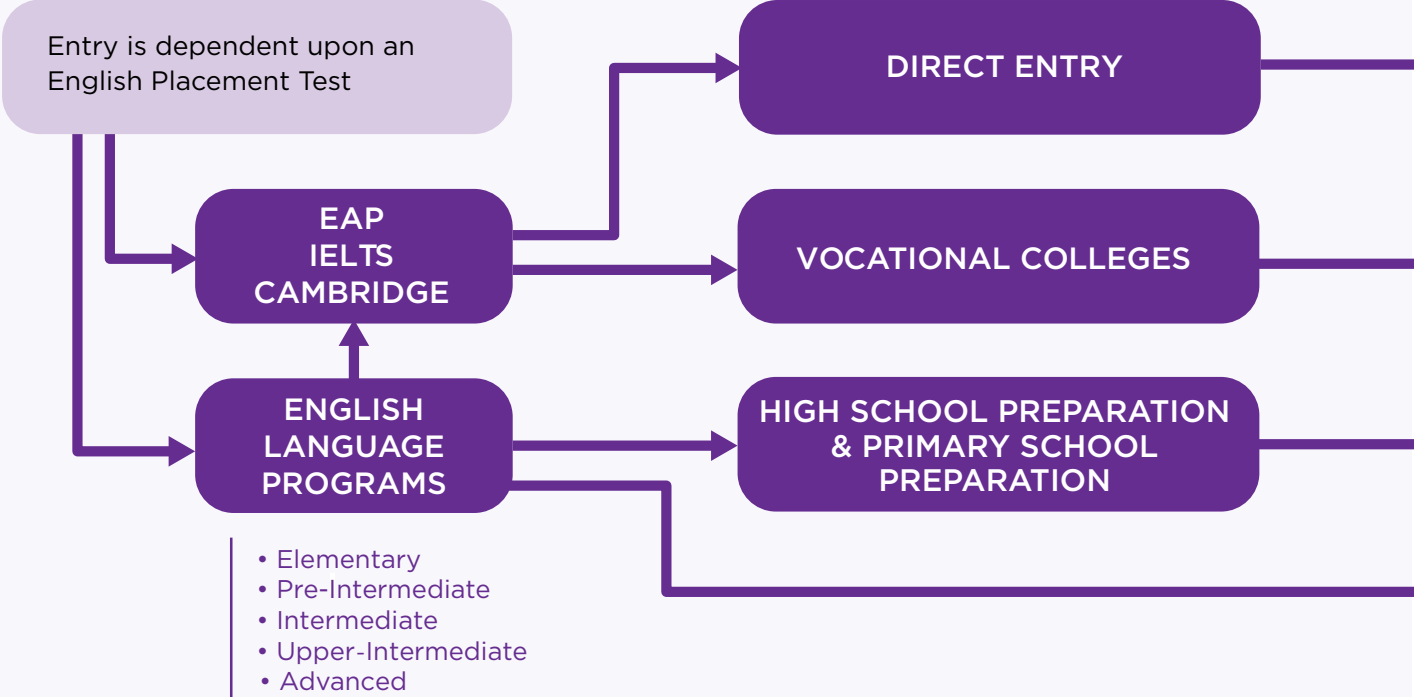 Entry is dependent upon an
English Placement Test
DIRECT ENTRY
EAP
IELTS
CAMBRIDGE
VOCATIONAL COLLEGES
ENGLISH
LANGUAGE
PROGRAMS
HIGH SCHOOL PREPARATION
& PRIMARY SCHOOL
PREPARATION
• Elementary
• Pre-Intermediate
• Intermediate
• Upper-Intermediate
• Advanced